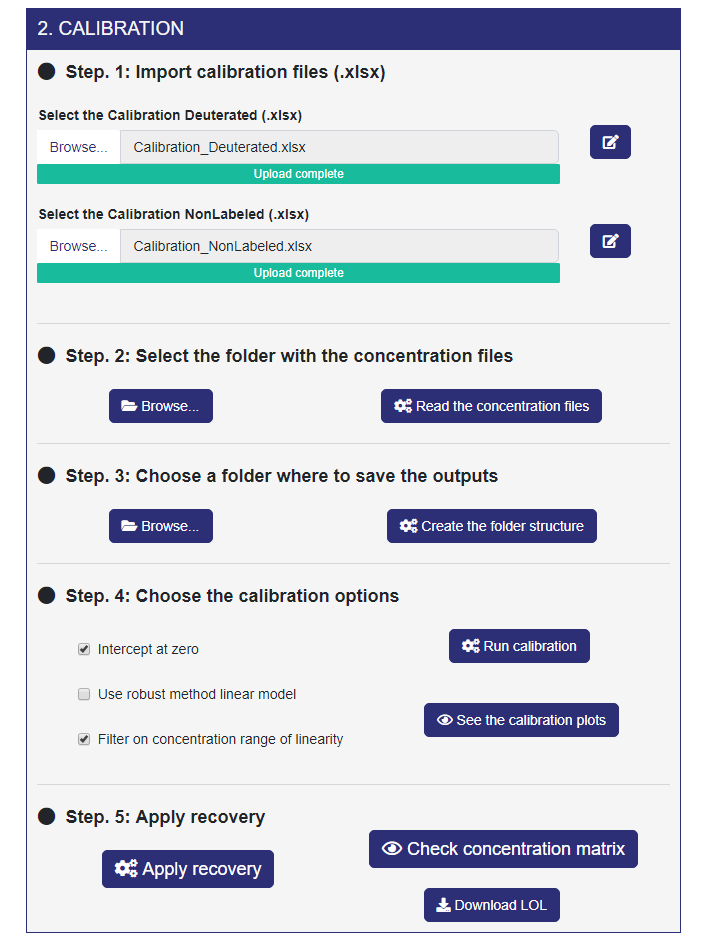 2. CALIBRATION
Step. 1: Import calibration files (.xlsx)
Select the Calibration Deuterated (.xlsx)
Browse... Calibration_Deuterated.xlsx
Upload complete
Select the Calibration NonLabeled (.xlsx)
Browse... Calibration_NonLabeled.xlsx
Upload complete
Step. 2: Select the folder with the concentration files
Browse... Read the concentration files
Step. 3: Choose a folder where to save the outputs
Browse... Create the folder structure
Step. 4: Choose the calibration options
Intercept at zero
Run calibration
Use robust method linear model
See the calibration plots
Filter on concentration range of linearity
Step. 5: Apply recovery
Check concentration matrix
Apply recovery
Download LOL